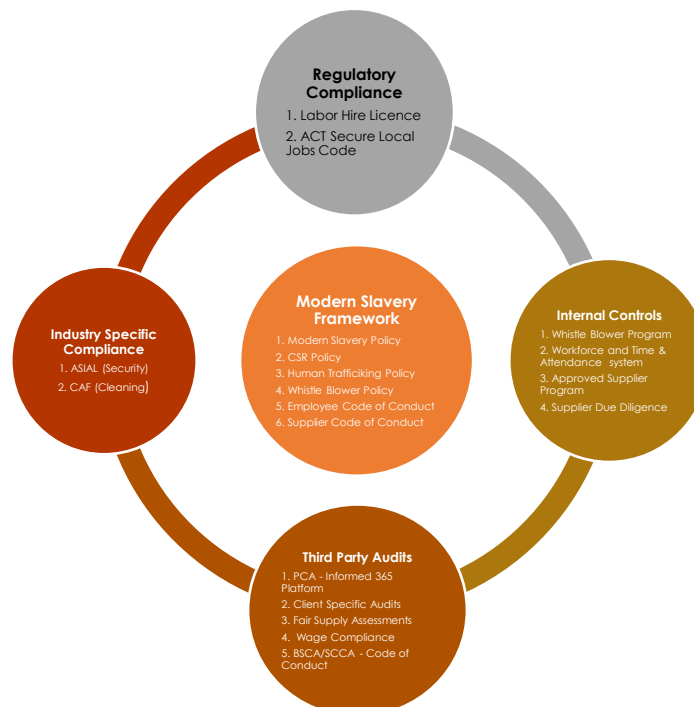 Regulatory
Compliance
1. Labor Hire Licence
2. ACT Secure Local
Jobs Code
Modern Slavery
Framework
1. Modern Slavery Policy
2. CSR Policy
3. Human Trafficiking Policy
4. Whistle Blower Policy
5. Employee Code of Conduct
6. Supplier Code of Conduct
Internal Controls
1. Whistle Blower Program
2. Workforce and Time &
Attendance system
3. Approved Supplier
Program
4. Supplier Due Diligence
Third Party Audits
1. PCA - Informed 365
Platform
2. Client Specific Audits
3. Fair Supply Assessments
4. Wage Compliance
5. BSCA/SCCA - Code of
Conduct
Industry Specific
Compliance
1. ASIAL (Security)
2. CAF (Cleaning)